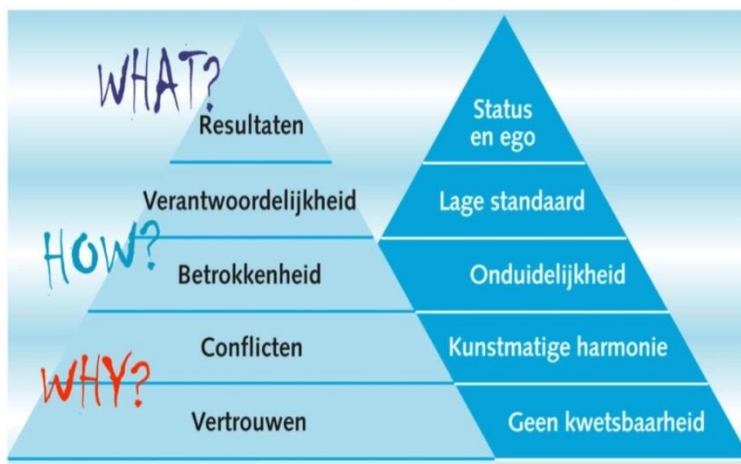 WHAT?
Resultaten
Status
en ego
Verantwoordelijkheid
Lage standaard
HOW?
Betrokkenheid
Onduidelijkheid
Conflicten
Kunstmatige harmonie
WHY?
Vertrouwen
Geen kwetsbaarheid